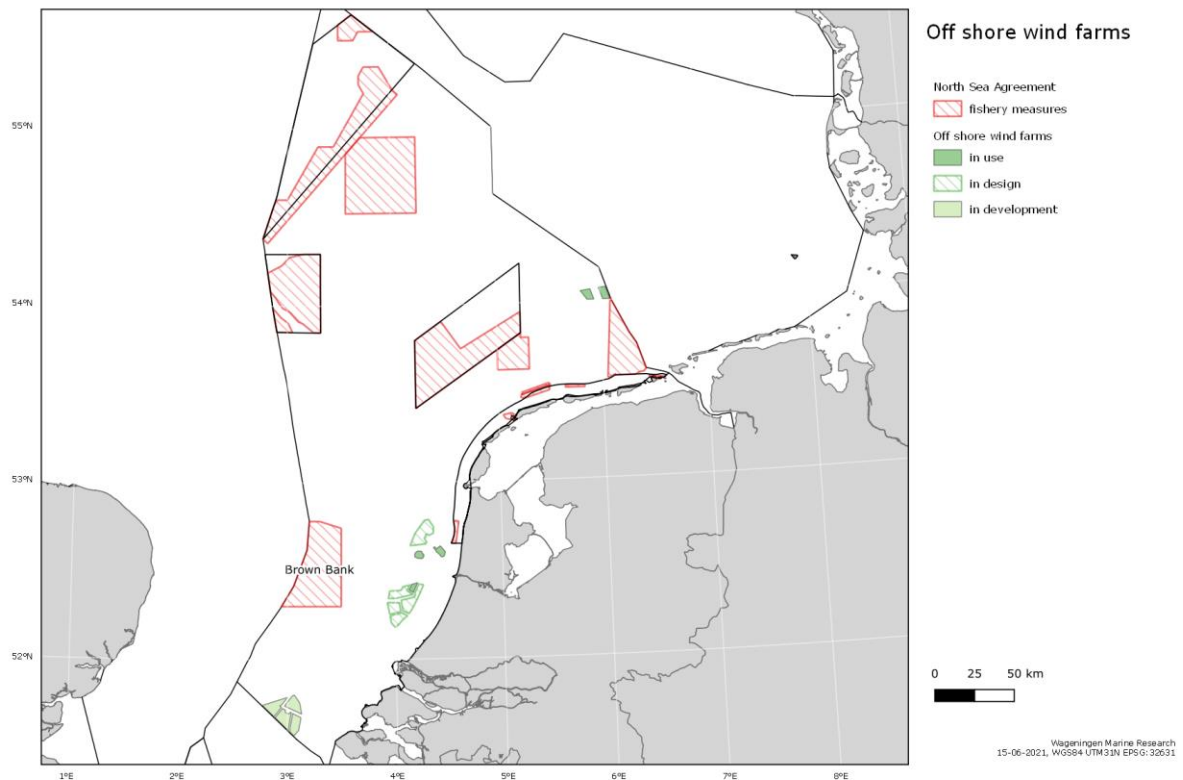 Off shore wind farms
North Sea Agreement
fishery measures
Off shore wind farms
in use
in design
in development
55°N
54°N
53°N
Brown Bank
52°N
0 25 50 km
Wageningen Marine Research
15-06-2021, WGS84 UTM31N EPSG:32631
1°E 2°E 3°E 4°E 5°E 6°E 7°E 8°E